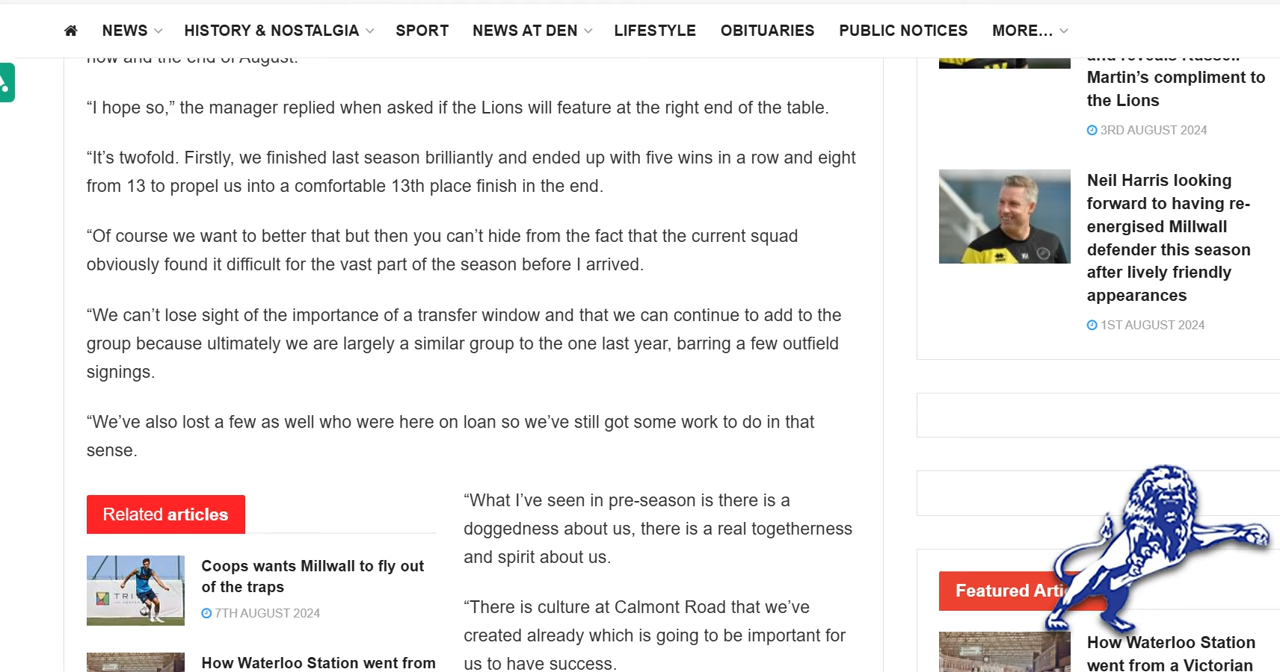 NEWS HISTORY & NOSTALGIA SPORT NEWS AT DEN LIFESTYLE OBITUARIES PUBLIC NOTICES MORE...
now and the end of August.
“I hope so,” the manager replied when asked if the Lions will feature at the right end of the table.
“It’s twofold. Firstly, we finished last season brilliantly and ended up with five wins in a row and eight
from 13 to propel us into a comfortable 13th place finish in the end.
“Of course we want to better that but then you can’t hide from the fact that the current squad
obviously found it difficult for the vast part of the season before I arrived.
“We can’t lose sight of the importance of a transfer window and that we can continue to add to the
group because ultimately we are largely a similar group to the one last year, barring a few outfield
signings.
“We’ve also lost a few as well who were here on loan so we’ve still got some work to do in that
sense.
Related articles
Coops wants Millwall to fly out
of the traps
7TH AUGUST 2024
How Waterloo Station went from
“What I’ve seen in pre-season is there is a
doggedness about us, there is a real togetherness
and spirit about us.
“There is culture at Calmont Road that we’ve
created already which is going to be important for
us to have success.
and reveals Russell
Martin’s compliment to
the Lions
3RD AUGUST 2024
Neil Harris looking
forward to having re-
energised Millwall
defender this season
after lively friendly
appearances
1ST AUGUST 2024
Featured Arti
How Waterloo Station
went from a Victorian